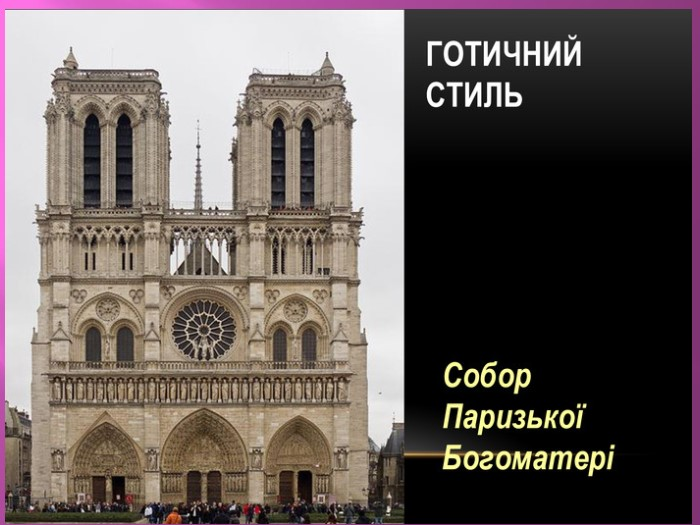 ГОТИЧНИЙ
СТИЛЬ
Собор
Паризької
Богоматері